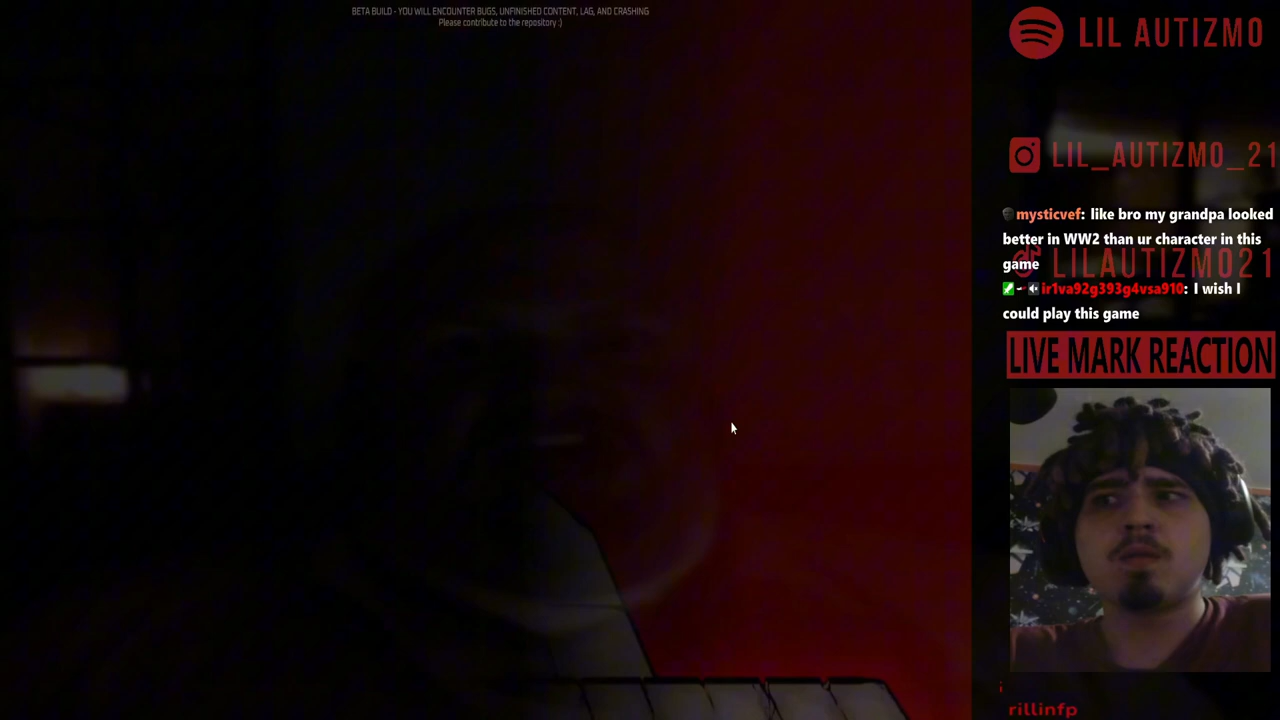 BETA BUILD - YOU WILL ENCOUNTER BUGS, UNFINISHED CONTENT, LAG, AND CRASHING
Please contribute to the repository :)
LIL AUTIZMO
LIL_AUTIZMO_21
mysticvef: like bro my grandpa looked
better in WW2 than ur character in this
game
LILAUTIZMO21
ir1va92g393g4vsa910: I wish I
could play this game
LIVE MARK REACTION
rillinfp